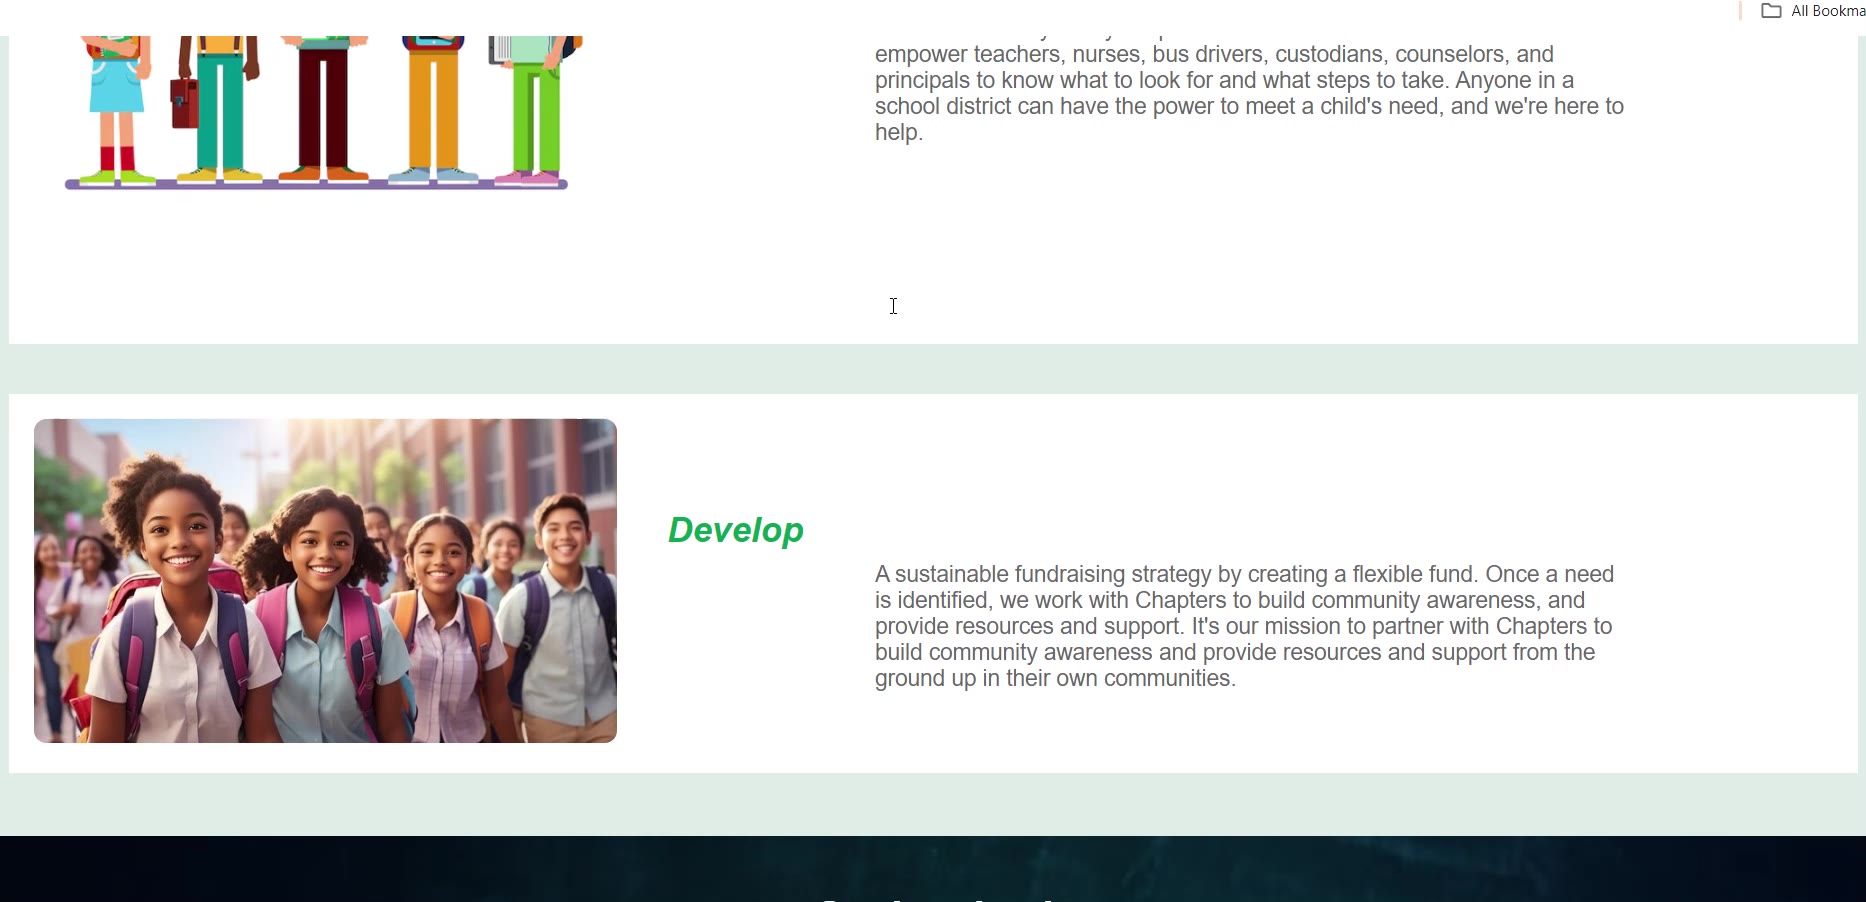 All Bookma
empower teachers, nurses, bus drivers, custodians, counselors, and
principals to know what to look for and what steps to take. Anyone in a
school district can have the power to meet a child's need, and we're here to
help.
Develop
A sustainable fundraising strategy by creating a flexible fund. Once a need
is identified, we work with Chapters to build community awareness, and
provide resources and support. It's our mission to partner with Chapters to
build community awareness and provide resources and support from the
ground up in their own communities.